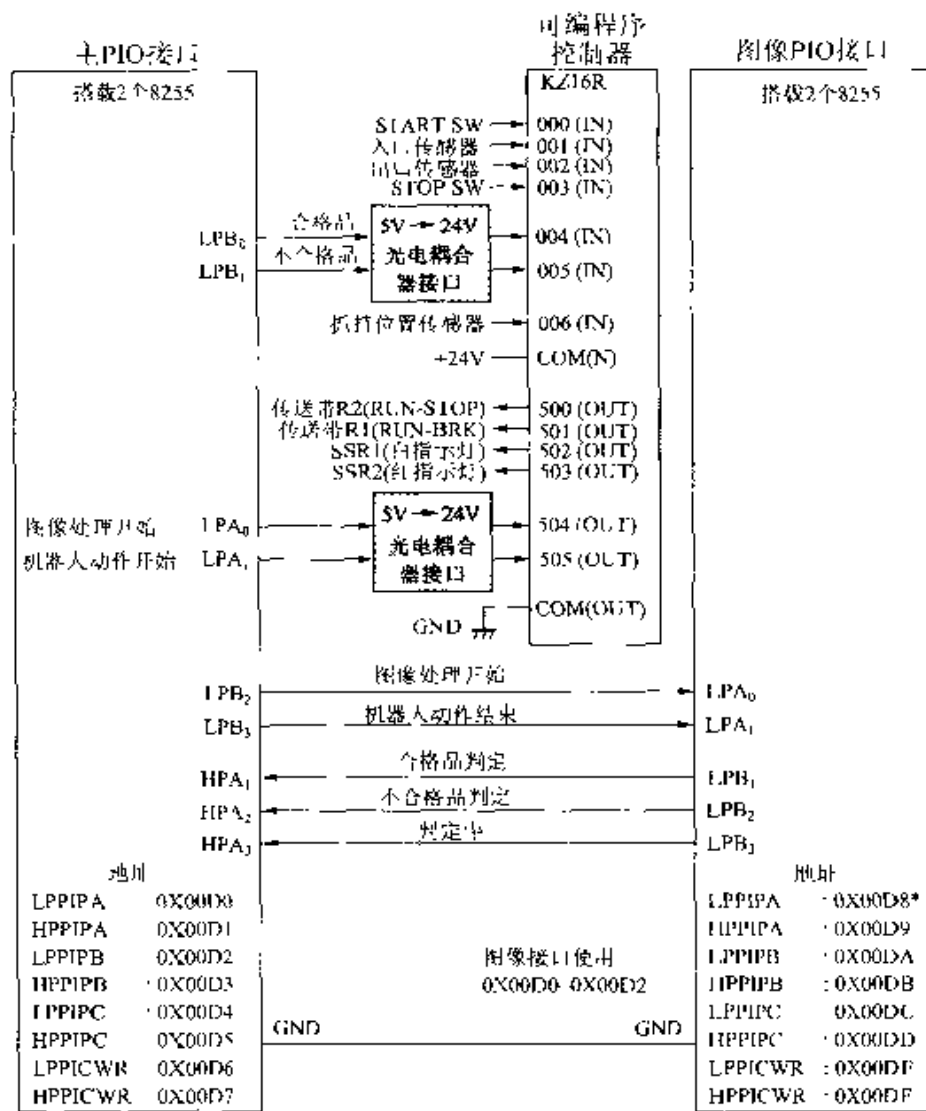 主PIO接口
搭载2个8255
可编程序
控制器
KZ16R
图像PIO接口
搭载2个8255
START SW
000 (IN)
入口传感器
001 (IN)
出口传感器
002 (IN)
STOP SW
003 (IN)
LPB₀
合格品
5V → 24V
004 (IN)
LPB₁
不合格品
光电耦合
005 (IN)
器接口
抓持位置传感器
006 (IN)
+24V
COM(N)
传送带R2(RUN-STOP)
500 (OUT)
传送带R1(RUN-BRK)
501 (OUT)
SSR1(白指示灯)
502 (OUT)
SSR2(红指示灯)
503 (OUT)
图像处理开始
LPA₀
5V → 24V
504 (OUT)
机器人动作开始
LPA₁
光电耦合
505 (OUT)
器接口
COM(OUT)
GND
LPB₂
图像处理开始
LPA₀
LPB₃
机器人动作结束
LPA₁
HPA₁
合格品判定
LPB₁
HPA₂
不合格品判定
LPB₂
HPA₃
判定中
LPB₃
地址
LPPIPA 0X00D0
HPPIPA 0X00D1
LPPIPB 0X00D2
HPPIPB 0X00D3
LPPIPC 0X00D4
HPPIPC 0X00D5
LPPICWR 0X00D6
HPPICWR 0X00D7
图像接口使用
0X00D0-0X00D2
GND
GND
地址
LPPIPA :0X00D8*
HPPIPA :0X00D9
LPPIPB :0X00DA
HPPIPB :0X00DB
LPPIPC 0X00DC
HPPIPC :0X00DD
LPPICWR :0X00DF
HPPICWR :0X00DF